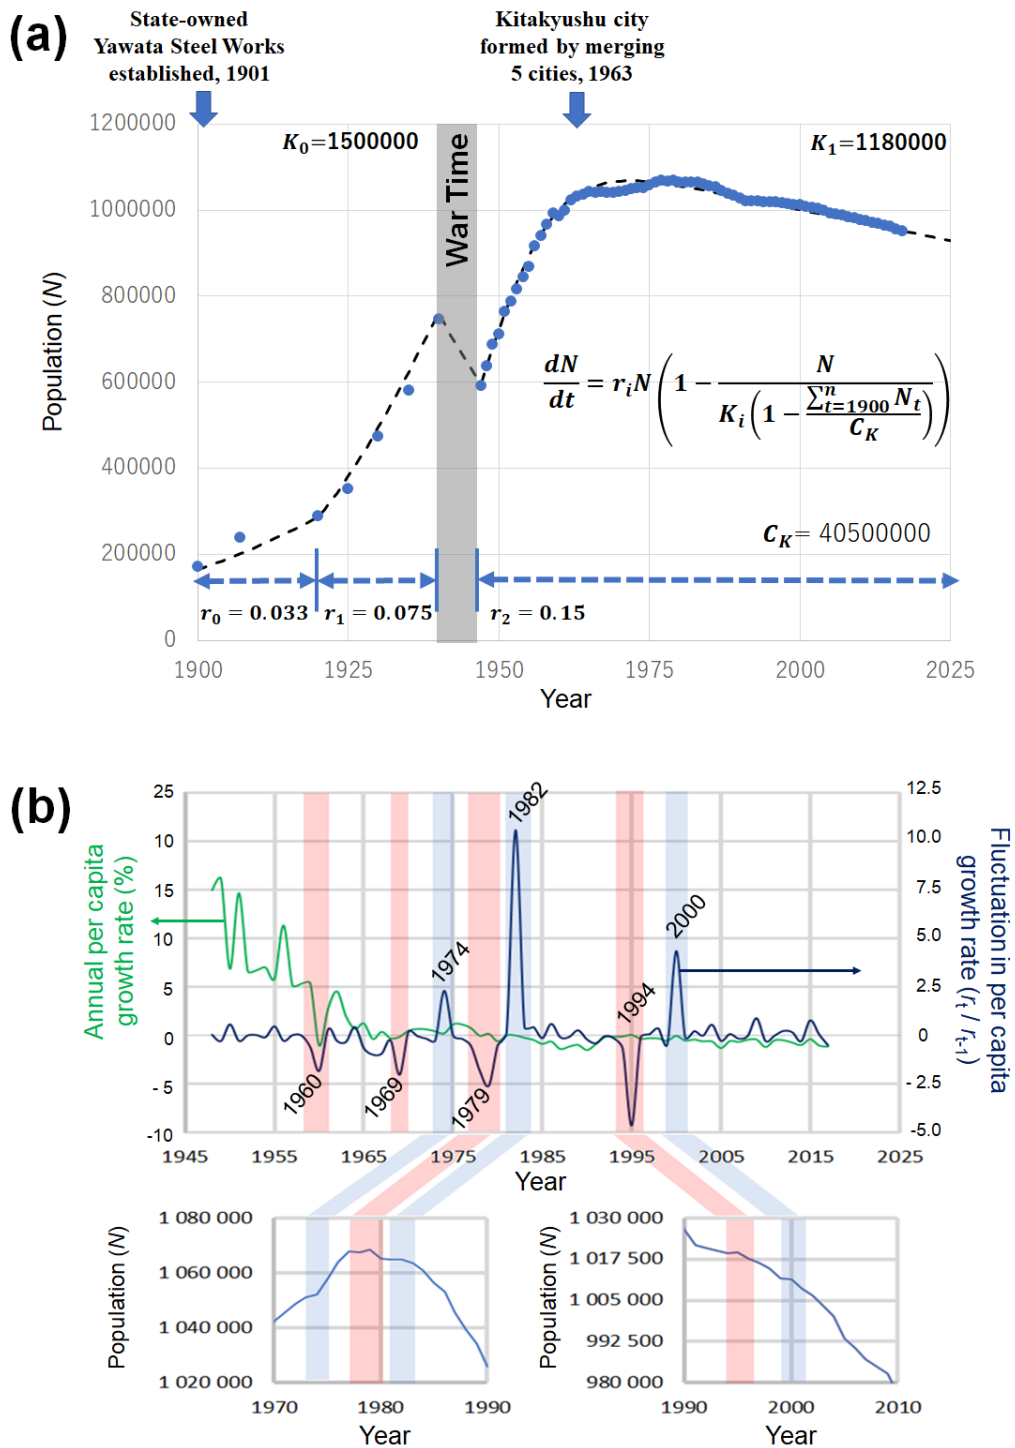 (a)
State-owned
Yawata Steel Works
established, 1901
Kitakyushu city
formed by merging
5 cities, 1963
1200000
1000000
800000
600000
400000
200000
0
Population (N)
K₀=1500000
War Time
K₁=1180000
dN/dt = rᵢN(1 − N/(Kᵢ(1 − ∑ⁿₜ₌₁₉₀₀ Nₜ/C_K)))
C_K= 40500000
r₀ = 0.033
r₁ = 0.075
r₂ = 0.15
1900 1925 1950 1975 2000 2025
Year
(b)
Annual per capita
growth rate (%)
25
10
15
10
5
0
- 5
-10
1960
1969
1974
1979
1982
1994
2000
12.5
10.0
7.5
5.0
2.5
0
-2.5
-5.0
Fluctuation in per capita
growth rate (rₜ / rₜ₋₁)
1945 1955 1965 1975 1985 1995 2005 2015 2025
Year
Population (N)
1 080 000
1 060 000
1 040 000
1 020 000
1970 1980 1990
Year
Population (N)
1 030 000
1 017 500
1 005 000
992 500
980 000
1990 2000 2010
Year